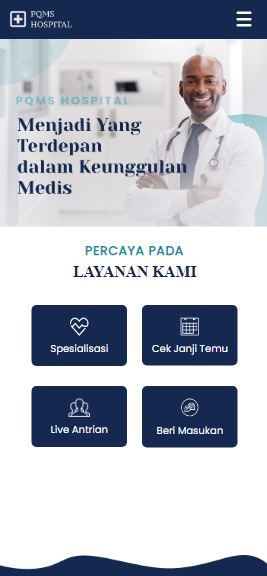 PQMS
HOSPITAL
PQMS HOSPITAL
Menjadi Yang
Terdepan
dalam Keunggulan
Medis
PERCAYA PADA
LAYANAN KAMI
Spesialisasi
Cek Janji Temu
Live Antrian
Beri Masukan